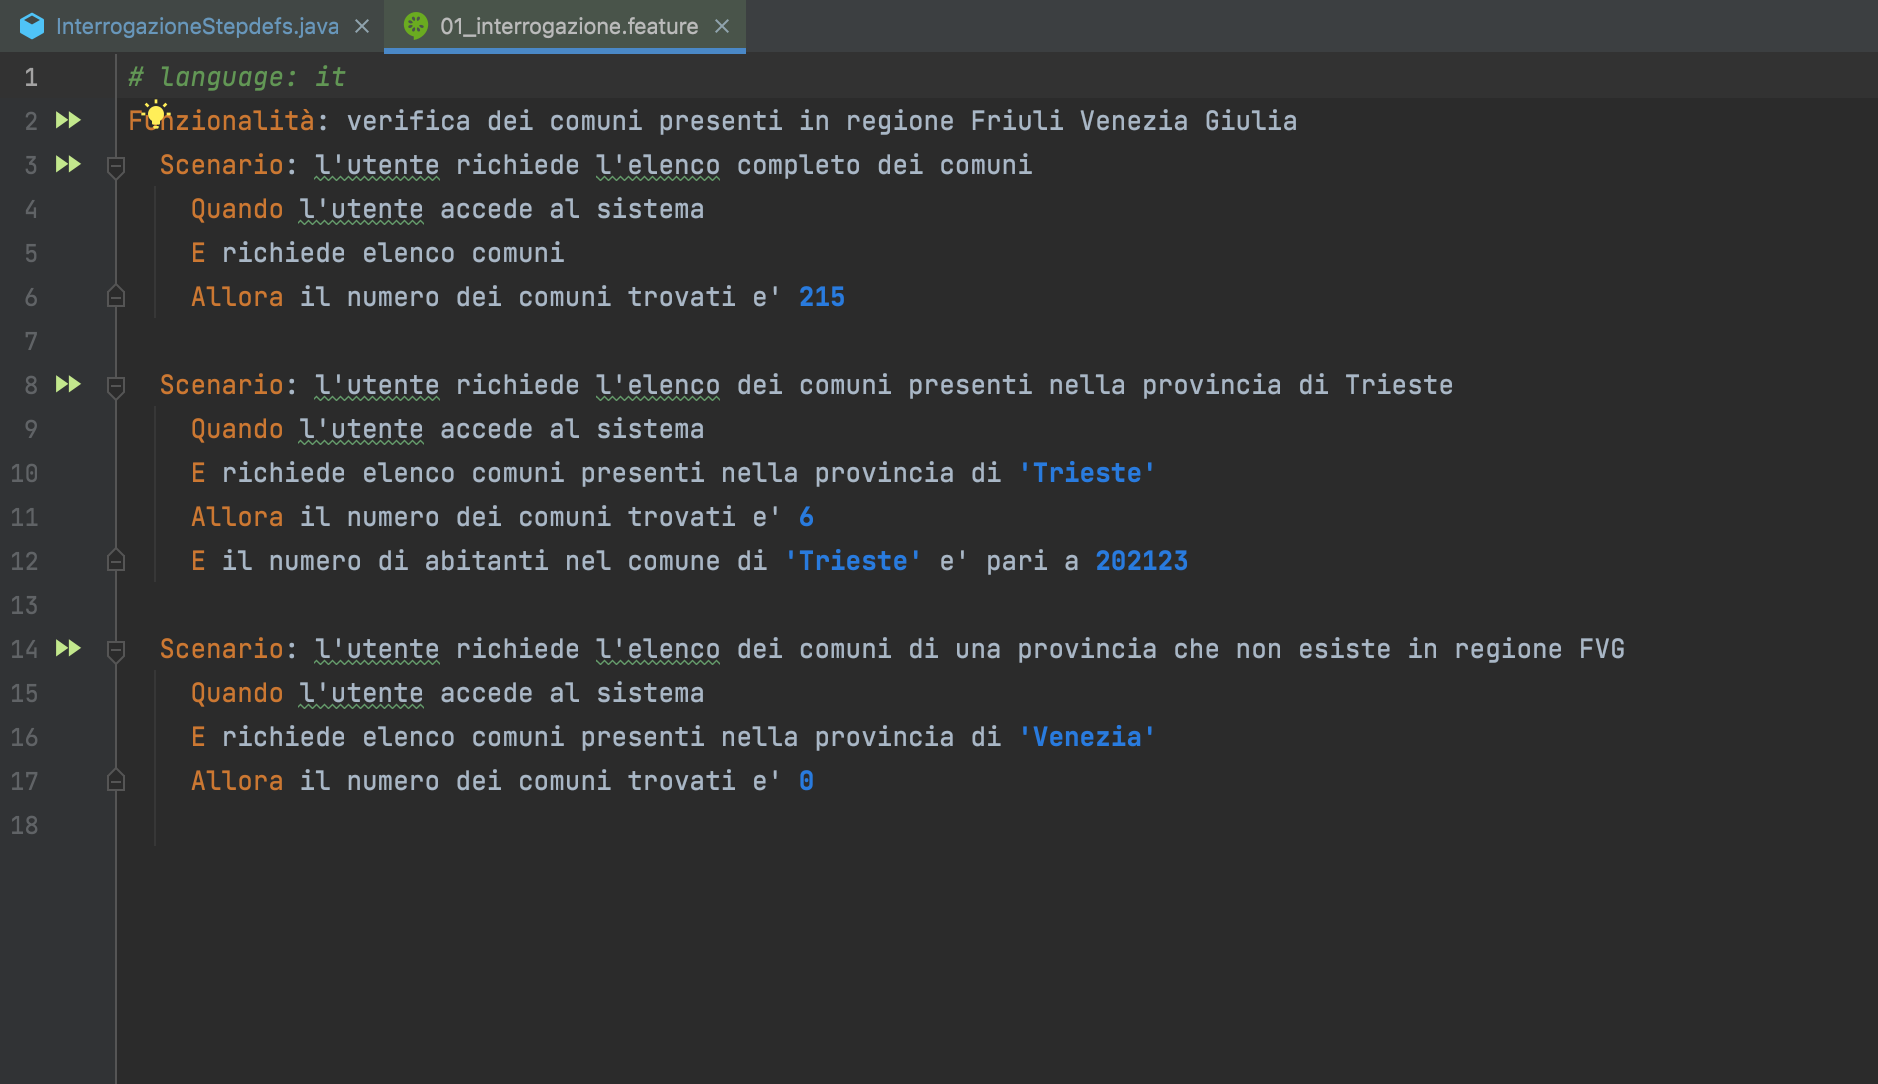 InterrogazioneStepdefs.java 01_interrogazione.feature
1 # language: it
2 Funzionalità: verifica dei comuni presenti in regione Friuli Venezia Giulia
3 Scenario: l'utente richiede l'elenco completo dei comuni
4 Quando l'utente accede al sistema
5 E richiede elenco comuni
6 Allora il numero dei comuni trovati e' 215
7
8 Scenario: l'utente richiede l'elenco dei comuni presenti nella provincia di Trieste
9 Quando l'utente accede al sistema
10 E richiede elenco comuni presenti nella provincia di 'Trieste'
11 Allora il numero dei comuni trovati e' 6
12 E il numero di abitanti nel comune di 'Trieste' e' pari a 202123
13
14 Scenario: l'utente richiede l'elenco dei comuni di una provincia che non esiste in regione FVG
15 Quando l'utente accede al sistema
16 E richiede elenco comuni presenti nella provincia di 'Venezia'
17 Allora il numero dei comuni trovati e' 0
18